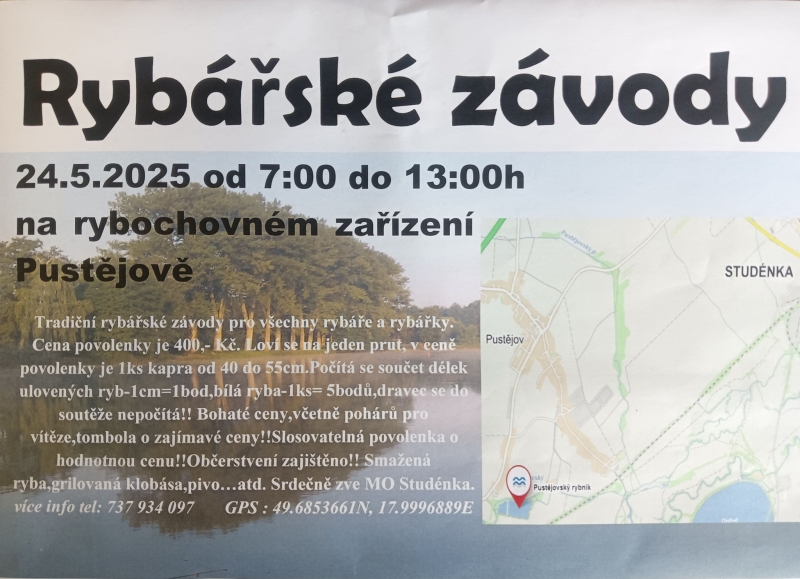 Rybářské závody
24.5.2025 od 7:00 do 13:00h
na rybochovném zařízení
Pustějově
Tradiční rybářské závody pro všechny rybáře a rybářky.
Cena povolenky je 400,- Kč. Loví se na jeden prut, v ceně
povolenky je 1ks kapra od 40 do 55cm.Počítá se součet délek
ulovených ryb-1cm=1bod,bílá ryba-1ks= 5bodů,dravec se do
soutěže nepočítá!! Bohaté ceny,včetně pohárů pro
vítěze,tombola o zajímavé ceny!!Slosovatelná povolenka o
hodnotnou cenu!!Občerstvení zajištěno!! Smažená
ryba,grilovaná klobása,pivo…atd. Srdečně zve MO Studénka.
více info tel: 737 934 097 GPS : 49.6853661N, 17.9996889E
STUDÉNKA
Pustějov
Pustějovský rybník